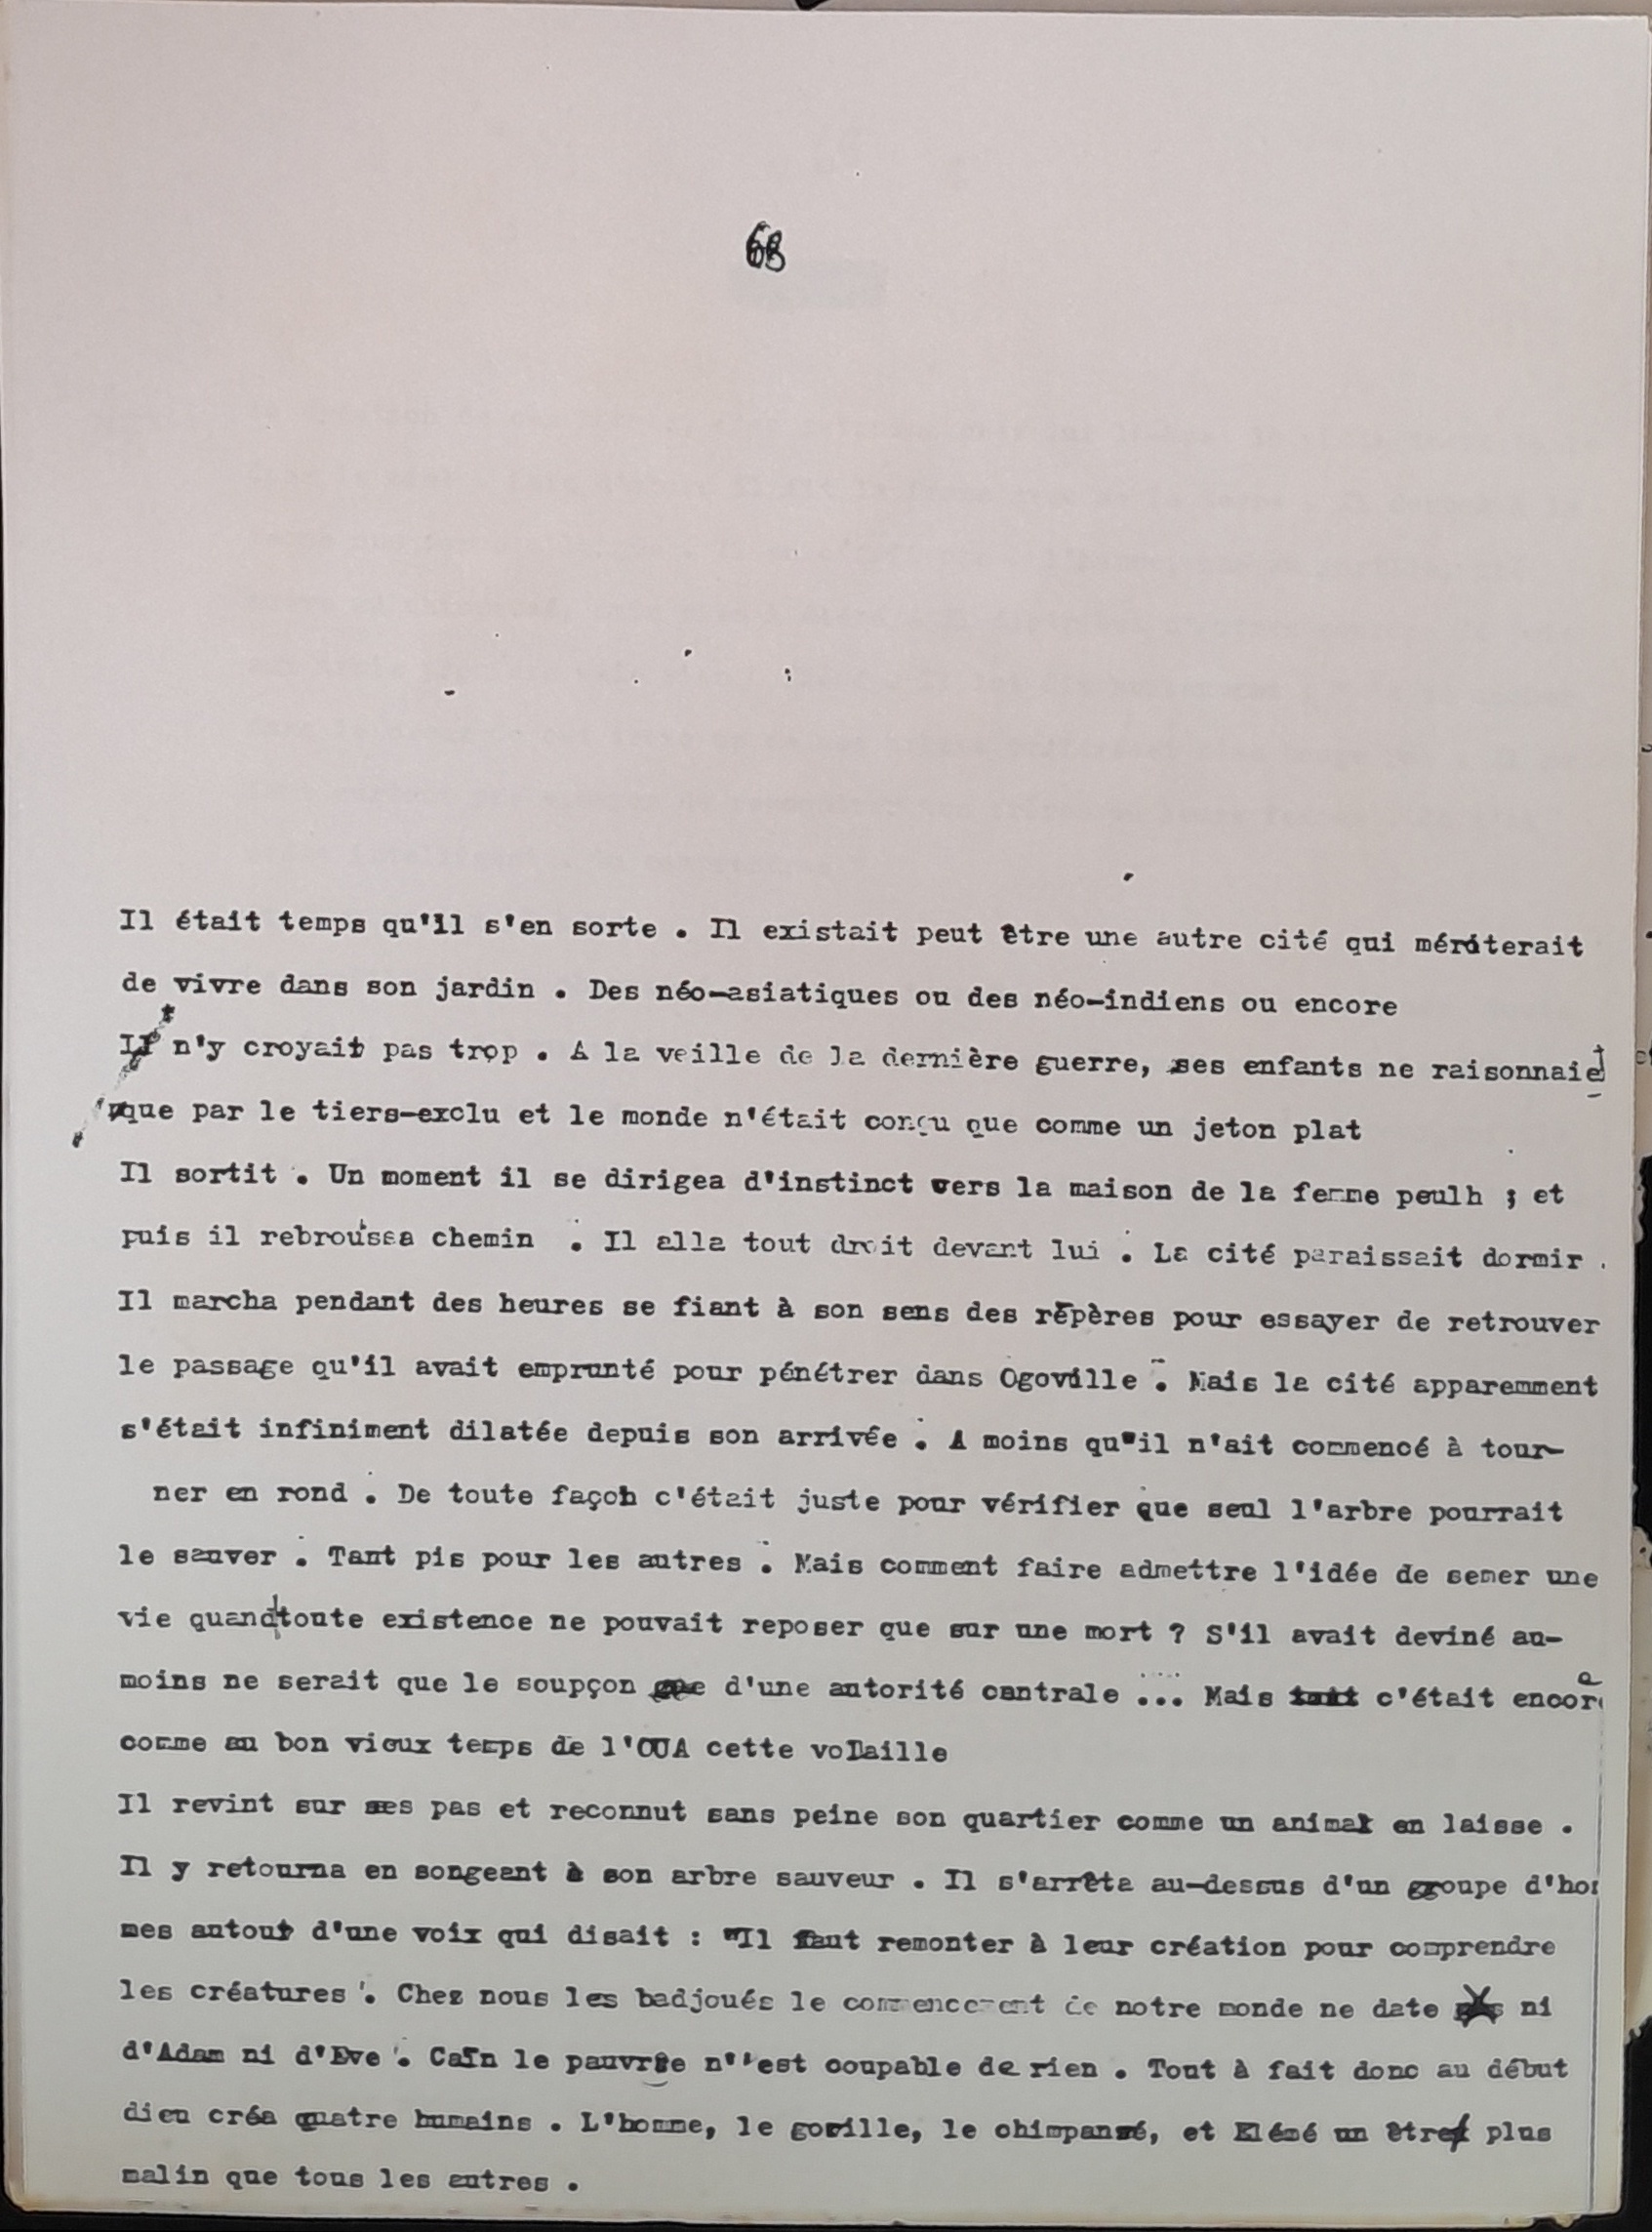 68
Il était temps qu'il s'en sorte . Il existait peut être une autre cité qui mériterait
de vivre dans son jardin . Des néo-asiatiques ou des néo-indiens ou encore
Il n'y croyait pas trop . A la veille de la dernière guerre, ses enfants ne raisonnaient
que par le tiers-exclu et le monde n'était conçu que comme un jeton plat
Il sortit . Un moment il se dirigea d'instinct vers la maison de la femme peulh ; et
puis il rebroussa chemin . Il alla tout droit devant lui . La cité paraissait dormir .
Il marcha pendant des heures se fiant à son sens des répères pour essayer de retrouver
le passage qu'il avait emprunté pour pénétrer dans Ogoville . Mais la cité apparemment
s'était infiniment dilatée depuis son arrivée . A moins qu'il n'ait commencé à tour-
ner en rond . De toute façon c'était juste pour vérifier que seul l'arbre pourrait
le sauver . Tant pis pour les autres . Mais comment faire admettre l'idée de semer une
vie quand toute existence ne pouvait reposer que sur une mort ? S'il avait deviné au-
moins ne serait que le soupçon d'une autorité cantrale ... Mais c'était encore
comme au bon vieux temps de l'OUA cette volaille
Il revint sur ses pas et reconnut sans peine son quartier comme un animal en laisse .
Il y retourna en songeant à son arbre sauveur . Il s'arrêta au-dessus d'un groupe d'hom
mes autour d'une voix qui disait : "Il faut remonter à leur création pour comprendre
les créatures . Chez nous les badjoués le commencement de notre monde ne date ni
d'Adam ni d'Eve . Caïn le pauvre n''est coupable de rien . Tout à fait donc au début
dieu créa quatre humains . L'homme, le gorille, le chimpanzé, et Elémé un être plus
malin que tous les autres .